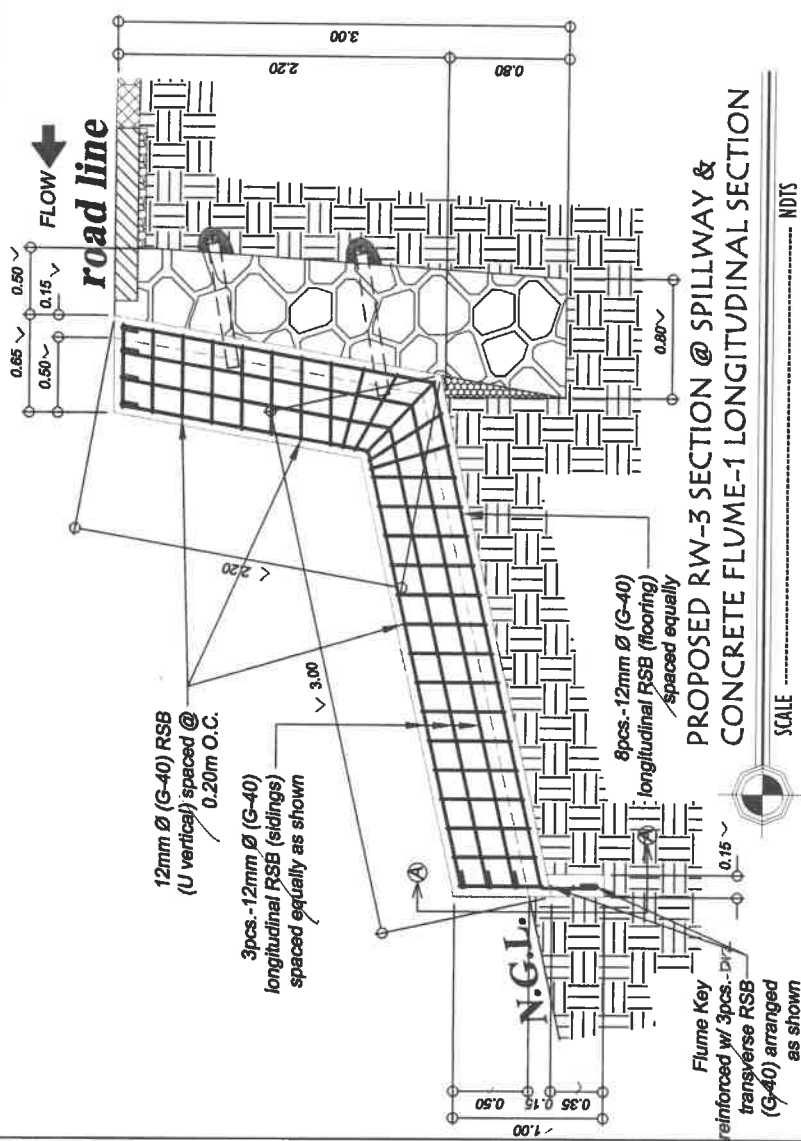 FLOW
road line
0.65
0.50
0.50
0.15
3.00
2.20
0.80
0.80
2.20
3.00
12mm Ø (G-40) RSB
(U vertical) spaced @
0.20m O.C.
3pcs.-12mm Ø (G-40)
longitudinal RSB (sidings)
spaced equally as shown
8pcs.-12mm Ø (G-40)
longitudinal RSB (flooring)
spaced equally
N.G.L.
A
A
0.15
0.50
0.15
0.35
1.00
Flume Key
reinforced w/ 3pcs.-
transverse RSB
(G-40) arranged
as shown
PROPOSED RW-3 SECTION @ SPILLWAY &
CONCRETE FLUME-1 LONGITUDINAL SECTION
SCALE ---------------------- NDTS